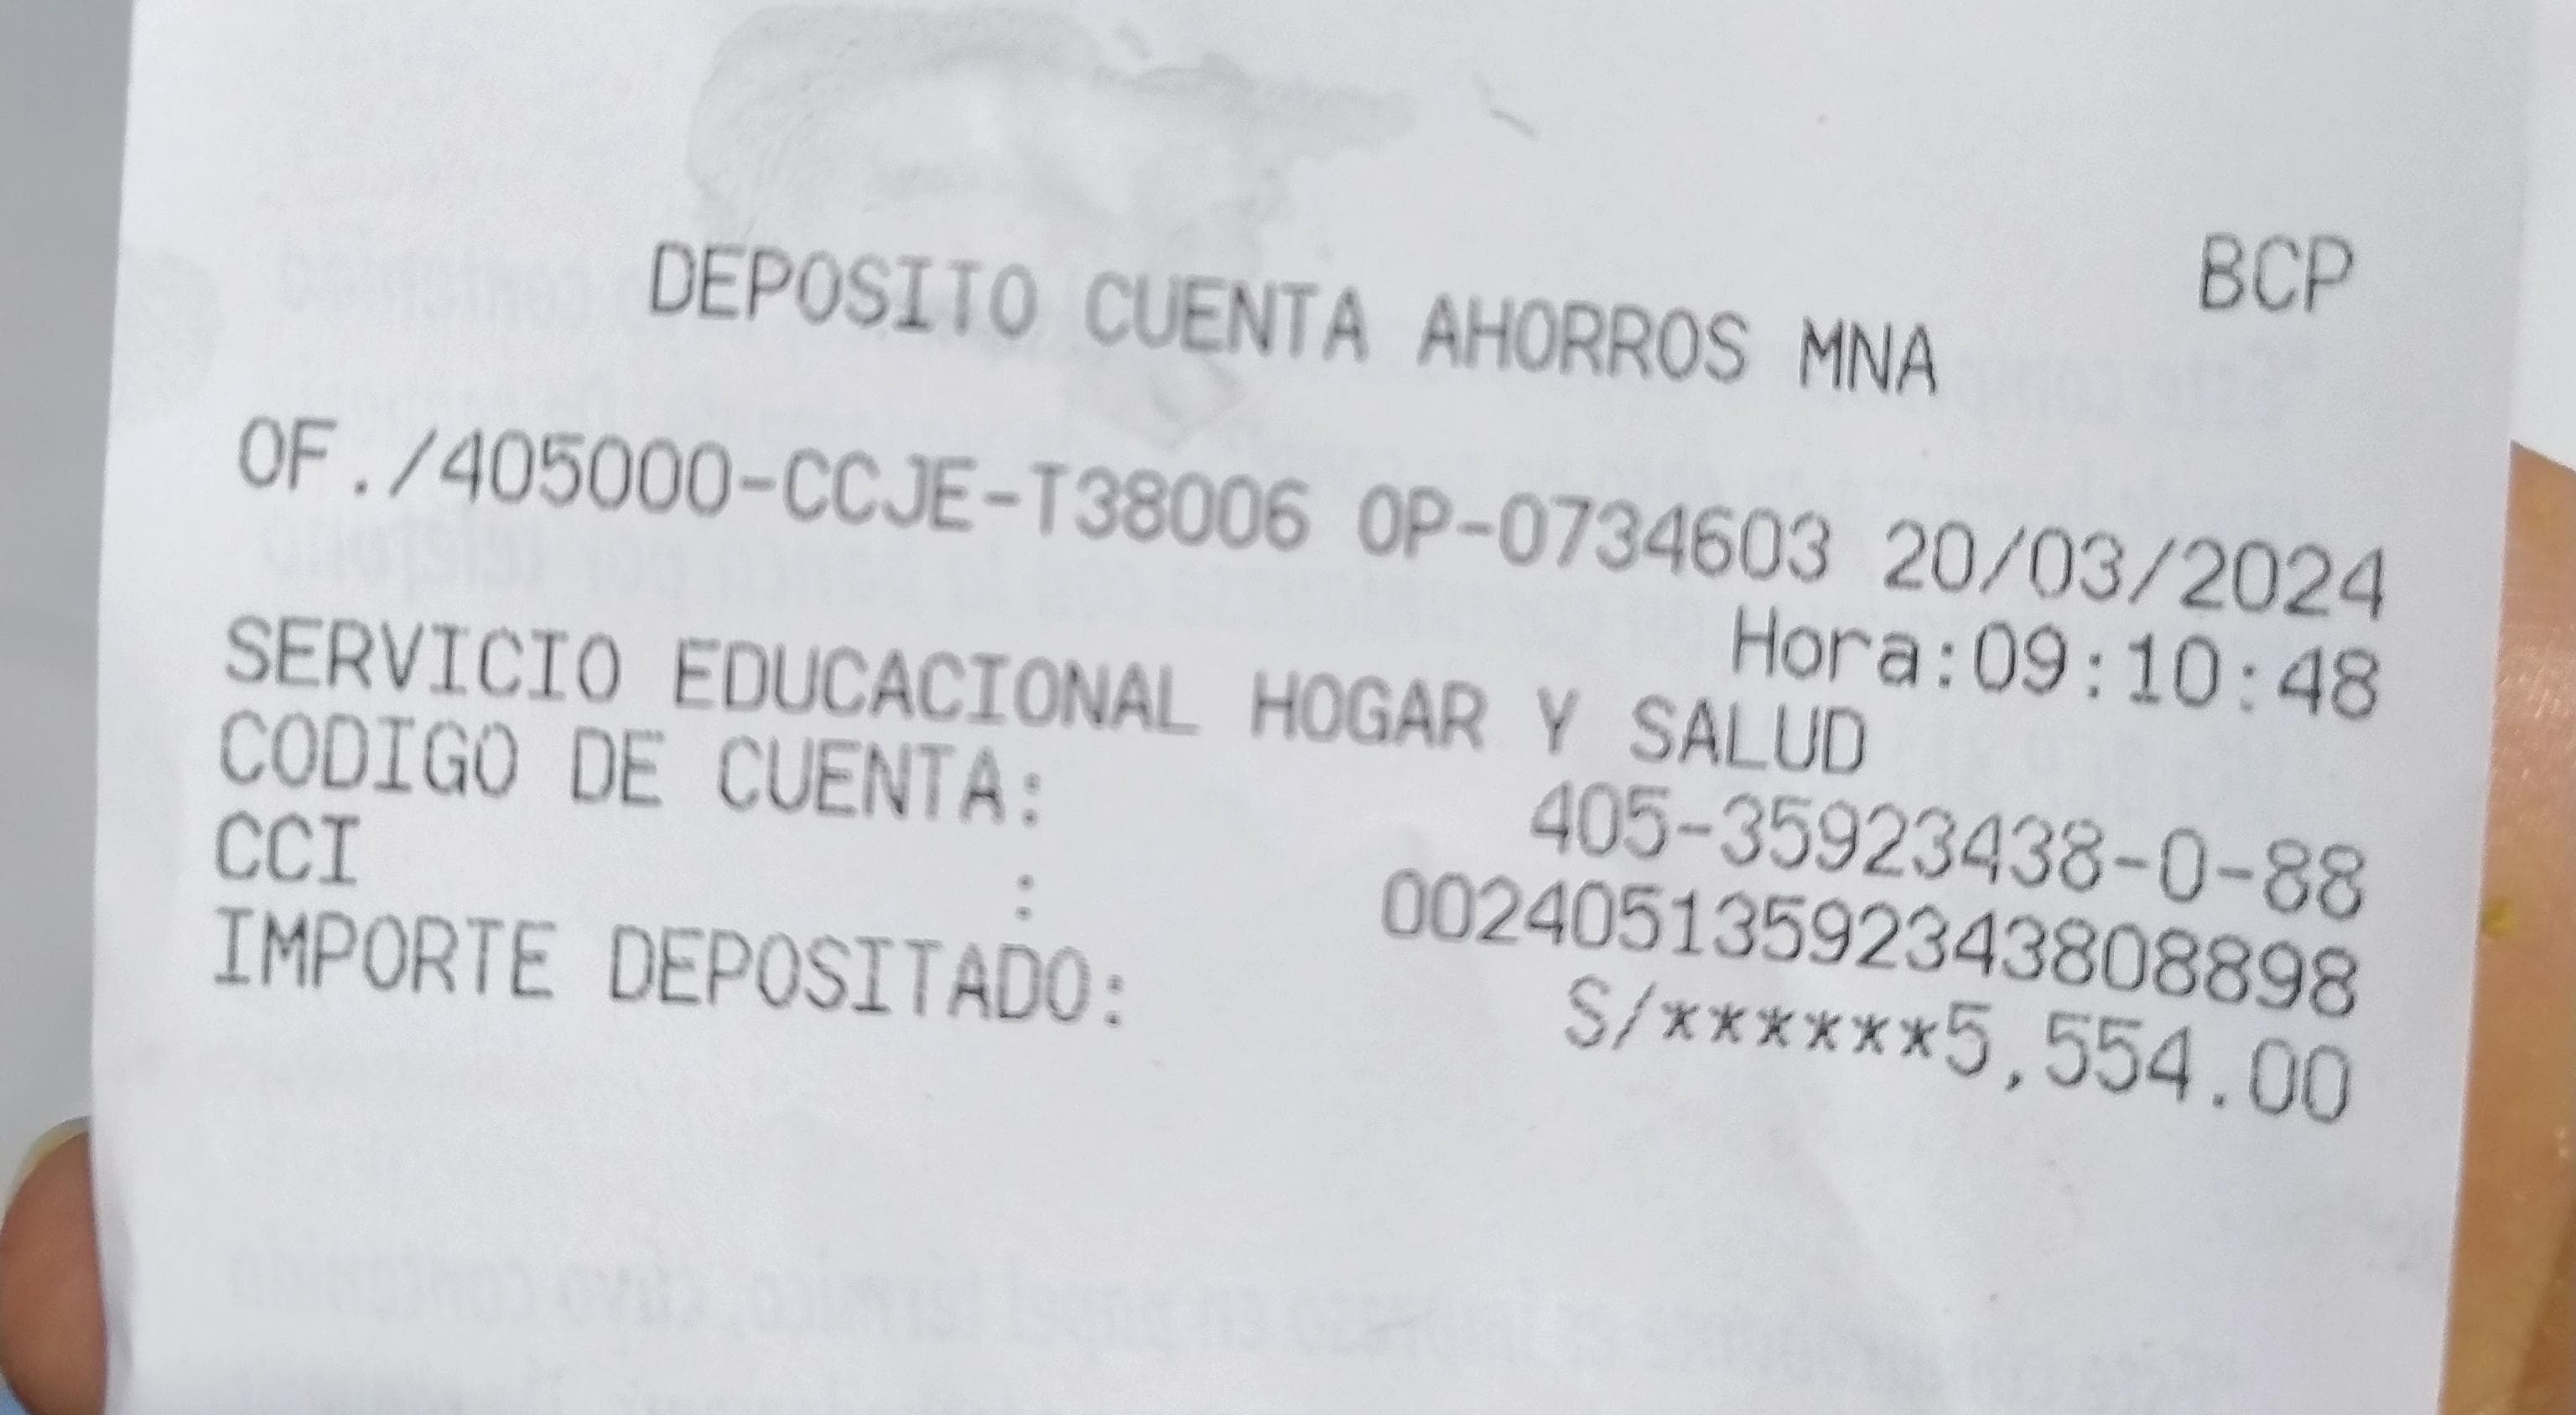 BCP
DEPOSITO CUENTA AHORROS MNA
OF./405000-CCJE-T38006 OP-0734603 20/03/2024
Hora:09:10:48
SERVICIO EDUCACIONAL HOGAR Y SALUD
CODIGO DE CUENTA: 405-35923438-0-88
CCI : 00240513592343808898
IMPORTE DEPOSITADO: S/******5,554.00